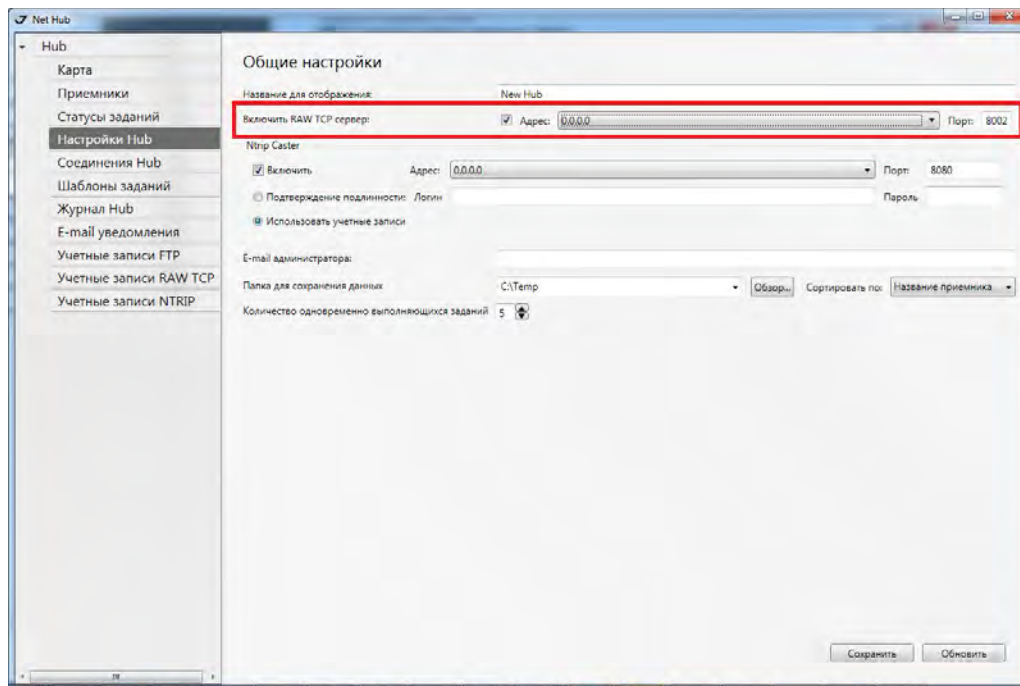 Net Hub
Hub
Карта
Приемники
Статусы заданий
Настройки Hub
Соединения Hub
Шаблоны заданий
Журнал Hub
E-mail уведомления
Учетные записи FTP
Учетные записи RAW TCP
Учетные записи NTRIP
Общие настройки
Название для отображения: New Hub
Включить RAW TCP сервер: Адрес: 0.0.0.0 Порт: 8002
Ntrip Caster
Включить Адрес: 0.0.0.0 Порт: 8080
Подтверждение подлинности: Логин Пароль
Использовать учетные записи
E-mail администратора:
Папка для сохранения данных C:\Temp Обзор... Сортировать по: Название приемника
Количество одновременно выполняющихся заданий 5
Сохранить Обновить